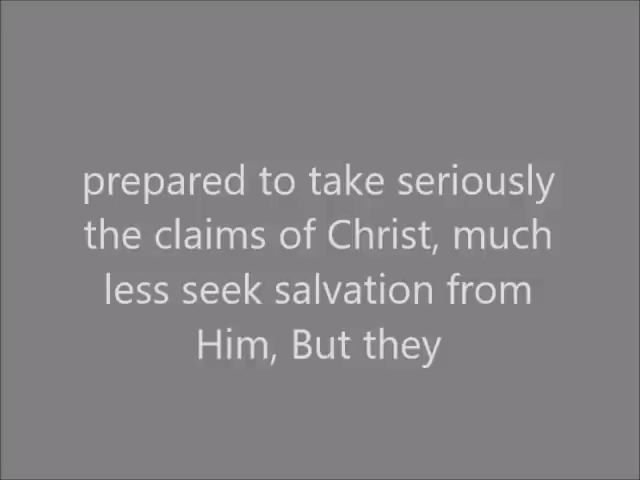 prepared to take seriously
the claims of Christ, much
less seek salvation from
Him, But they